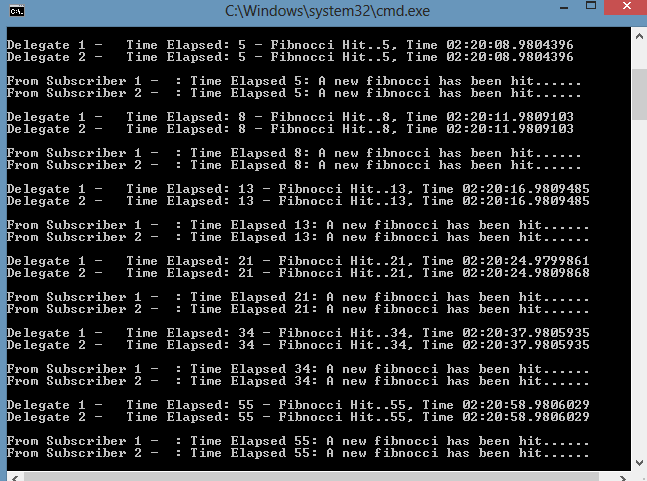 C:\Windows\system32\cmd.exe
Delegate 1 -   Time Elapsed: 5 - Fibnocci Hit..5, Time 02:20:08.9804396
Delegate 2 -   Time Elapsed: 5 - Fibnocci Hit..5, Time 02:20:08.9804396
From Subscriber 1 -  : Time Elapsed 5: A new fibnocci has been hit......
From Subscriber 2 -  : Time Elapsed 5: A new fibnocci has been hit......
Delegate 1 -   Time Elapsed: 8 - Fibnocci Hit..8, Time 02:20:11.9809103
Delegate 2 -   Time Elapsed: 8 - Fibnocci Hit..8, Time 02:20:11.9809103
From Subscriber 1 -  : Time Elapsed 8: A new fibnocci has been hit......
From Subscriber 2 -  : Time Elapsed 8: A new fibnocci has been hit......
Delegate 1 -   Time Elapsed: 13 - Fibnocci Hit..13, Time 02:20:16.9809485
Delegate 2 -   Time Elapsed: 13 - Fibnocci Hit..13, Time 02:20:16.9809485
From Subscriber 1 -  : Time Elapsed 13: A new fibnocci has been hit......
From Subscriber 2 -  : Time Elapsed 13: A new fibnocci has been hit......
Delegate 1 -   Time Elapsed: 21 - Fibnocci Hit..21, Time 02:20:24.9799861
Delegate 2 -   Time Elapsed: 21 - Fibnocci Hit..21, Time 02:20:24.9809868
From Subscriber 1 -  : Time Elapsed 21: A new fibnocci has been hit......
From Subscriber 2 -  : Time Elapsed 21: A new fibnocci has been hit......
Delegate 1 -   Time Elapsed: 34 - Fibnocci Hit..34, Time 02:20:37.9805935
Delegate 2 -   Time Elapsed: 34 - Fibnocci Hit..34, Time 02:20:37.9805935
From Subscriber 1 -  : Time Elapsed 34: A new fibnocci has been hit......
From Subscriber 2 -  : Time Elapsed 34: A new fibnocci has been hit......
Delegate 1 -   Time Elapsed: 55 - Fibnocci Hit..55, Time 02:20:58.9806029
Delegate 2 -   Time Elapsed: 55 - Fibnocci Hit..55, Time 02:20:58.9806029
From Subscriber 1 -  : Time Elapsed 55: A new fibnocci has been hit......
From Subscriber 2 -  : Time Elapsed 55: A new fibnocci has been hit......